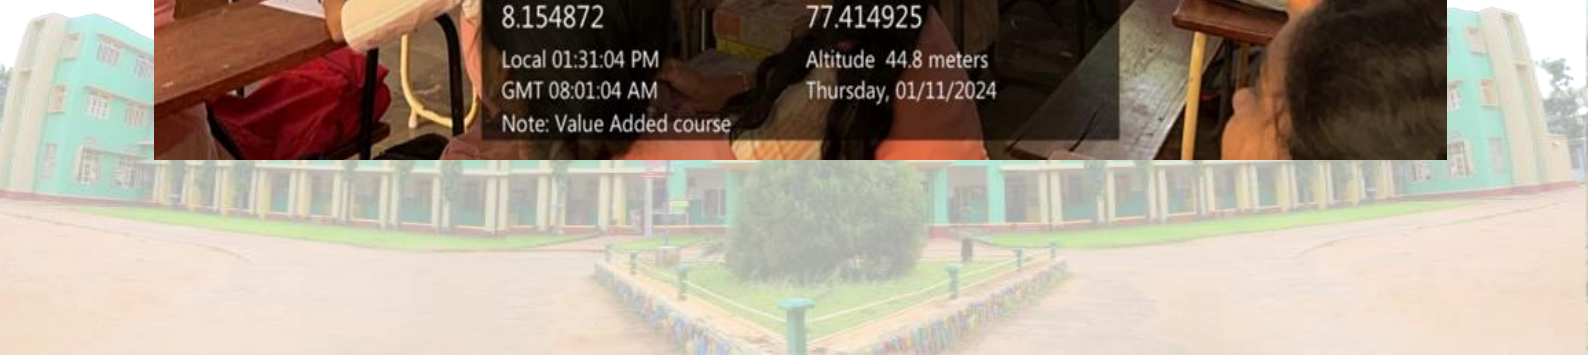 8.154872 77.414925
Local 01:31:04 PM Altitude 44.8 meters
GMT 08:01:04 AM Thursday, 01/11/2024
Note: Value Added course